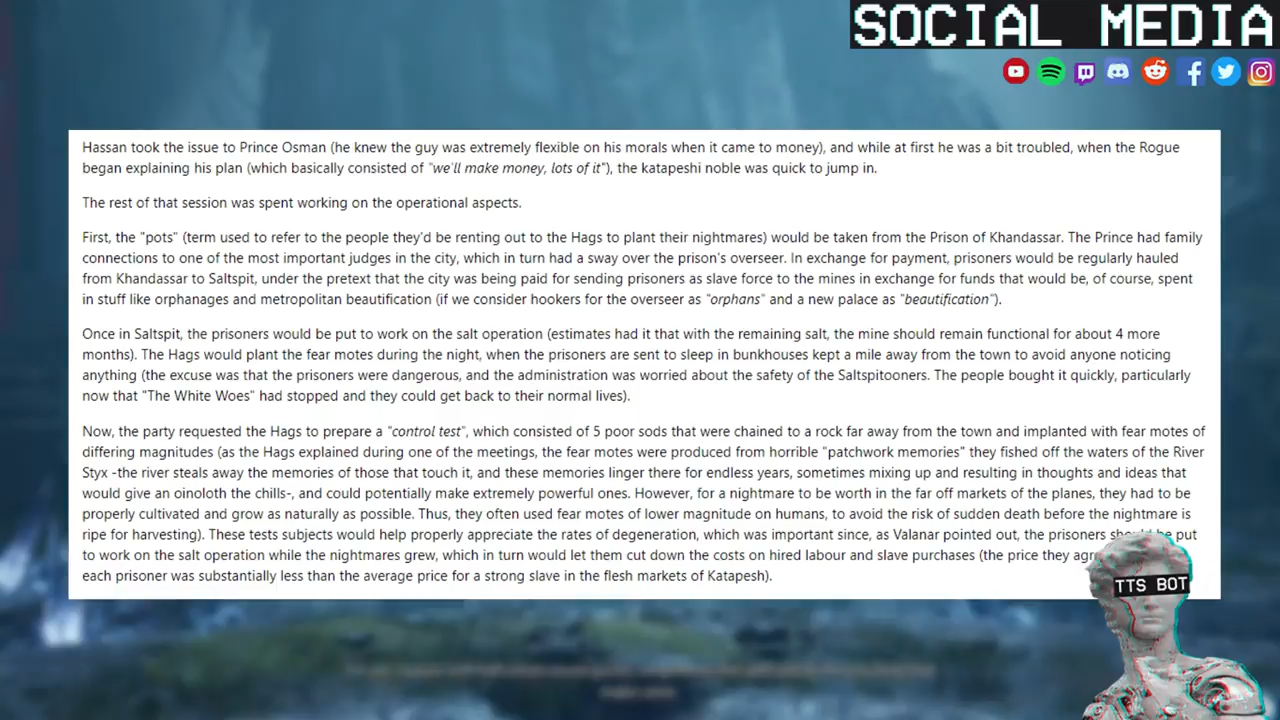 SOCIAL MEDIA
Hassan took the issue to Prince Osman (he knew the guy was extremely flexible on his morals when it came to money), and while at first he was a bit troubled, when the Rogue
began explaining his plan (which basically consisted of "we'll make money, lots of it"), the katapeshi noble was quick to jump in.
The rest of that session was spent working on the operational aspects.
First, the "pots" (term used to refer to the people they'd be renting out to the Hags to plant their nightmares) would be taken from the Prison of Khandassar. The Prince had family
connections to one of the most important judges in the city, which in turn had a sway over the prison's overseer. In exchange for payment, prisoners would be regularly hauled
from Khandassar to Saltspit, under the pretext that the city was being paid for sending prisoners as slave force to the mines in exchange for funds that would be, of course, spent
in stuff like orphanages and metropolitan beautification (if we consider hookers for the overseer as "orphans" and a new palace as "beautification").
Once in Saltspit, the prisoners would be put to work on the salt operation (estimates had it that with the remaining salt, the mine should remain functional for about 4 more
months). The Hags would plant the fear motes during the night, when the prisoners are sent to sleep in bunkhouses kept a mile away from the town to avoid anyone noticing
anything (the excuse was that the prisoners were dangerous, and the administration was worried about the safety of the Saltspitooners. The people bought it quickly, particularly
now that "The White Woes" had stopped and they could get back to their normal lives).
Now, the party requested the Hags to prepare a "control test", which consisted of 5 poor sods that were chained to a rock far away from the town and implanted with fear motes of
differing magnitudes (as the Hags explained during one of the meetings, the fear motes were produced from horrible "patchwork memories" they fished off the waters of the River
Styx -the river steals away the memories of those that touch it, and these memories linger there for endless years, sometimes mixing up and resulting in thoughts and ideas that
would give an oinoloth the chills-, and could potentially make extremely powerful ones. However, for a nightmare to be worth in the far off markets of the planes, they had to be
properly cultivated and grow as naturally as possible. Thus, they often used fear motes of lower magnitude on humans, to avoid the risk of sudden death before the nightmare is
ripe for harvesting). These tests subjects would help properly appreciate the rates of degeneration, which was important since, as Valanar pointed out, the prisoners put
to work on the salt operation while the nightmares grew, which in turn would let them cut down the costs on hired labour and slave purchases (the price they
each prisoner was substantially less than the average price for a strong slave in the flesh markets of Katapesh).
TTS BOT